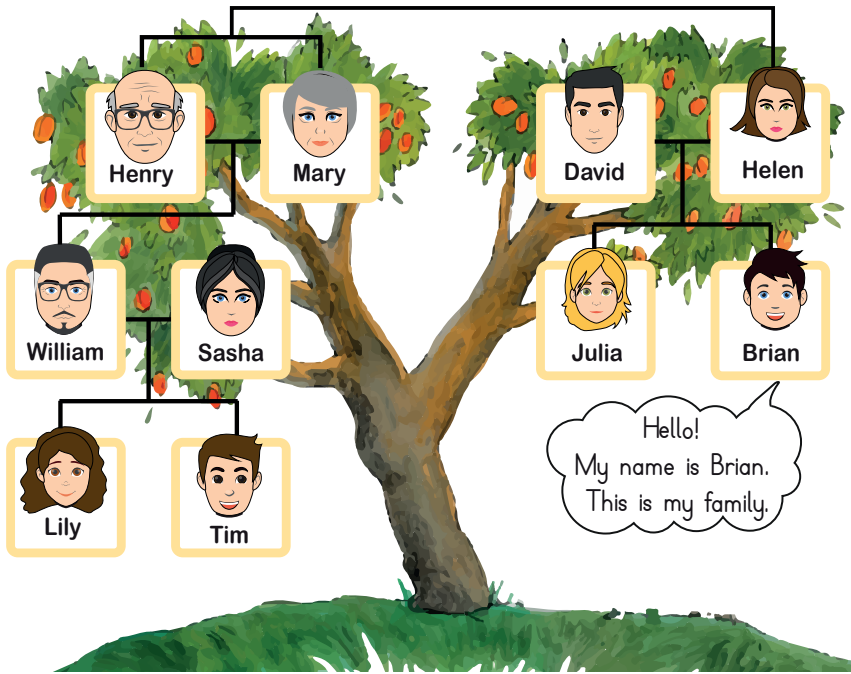 Henry
Mary
David
Helen
William
Sasha
Julia
Brian
Lily
Tim
Hello!
My name is Brian.
This is my family.